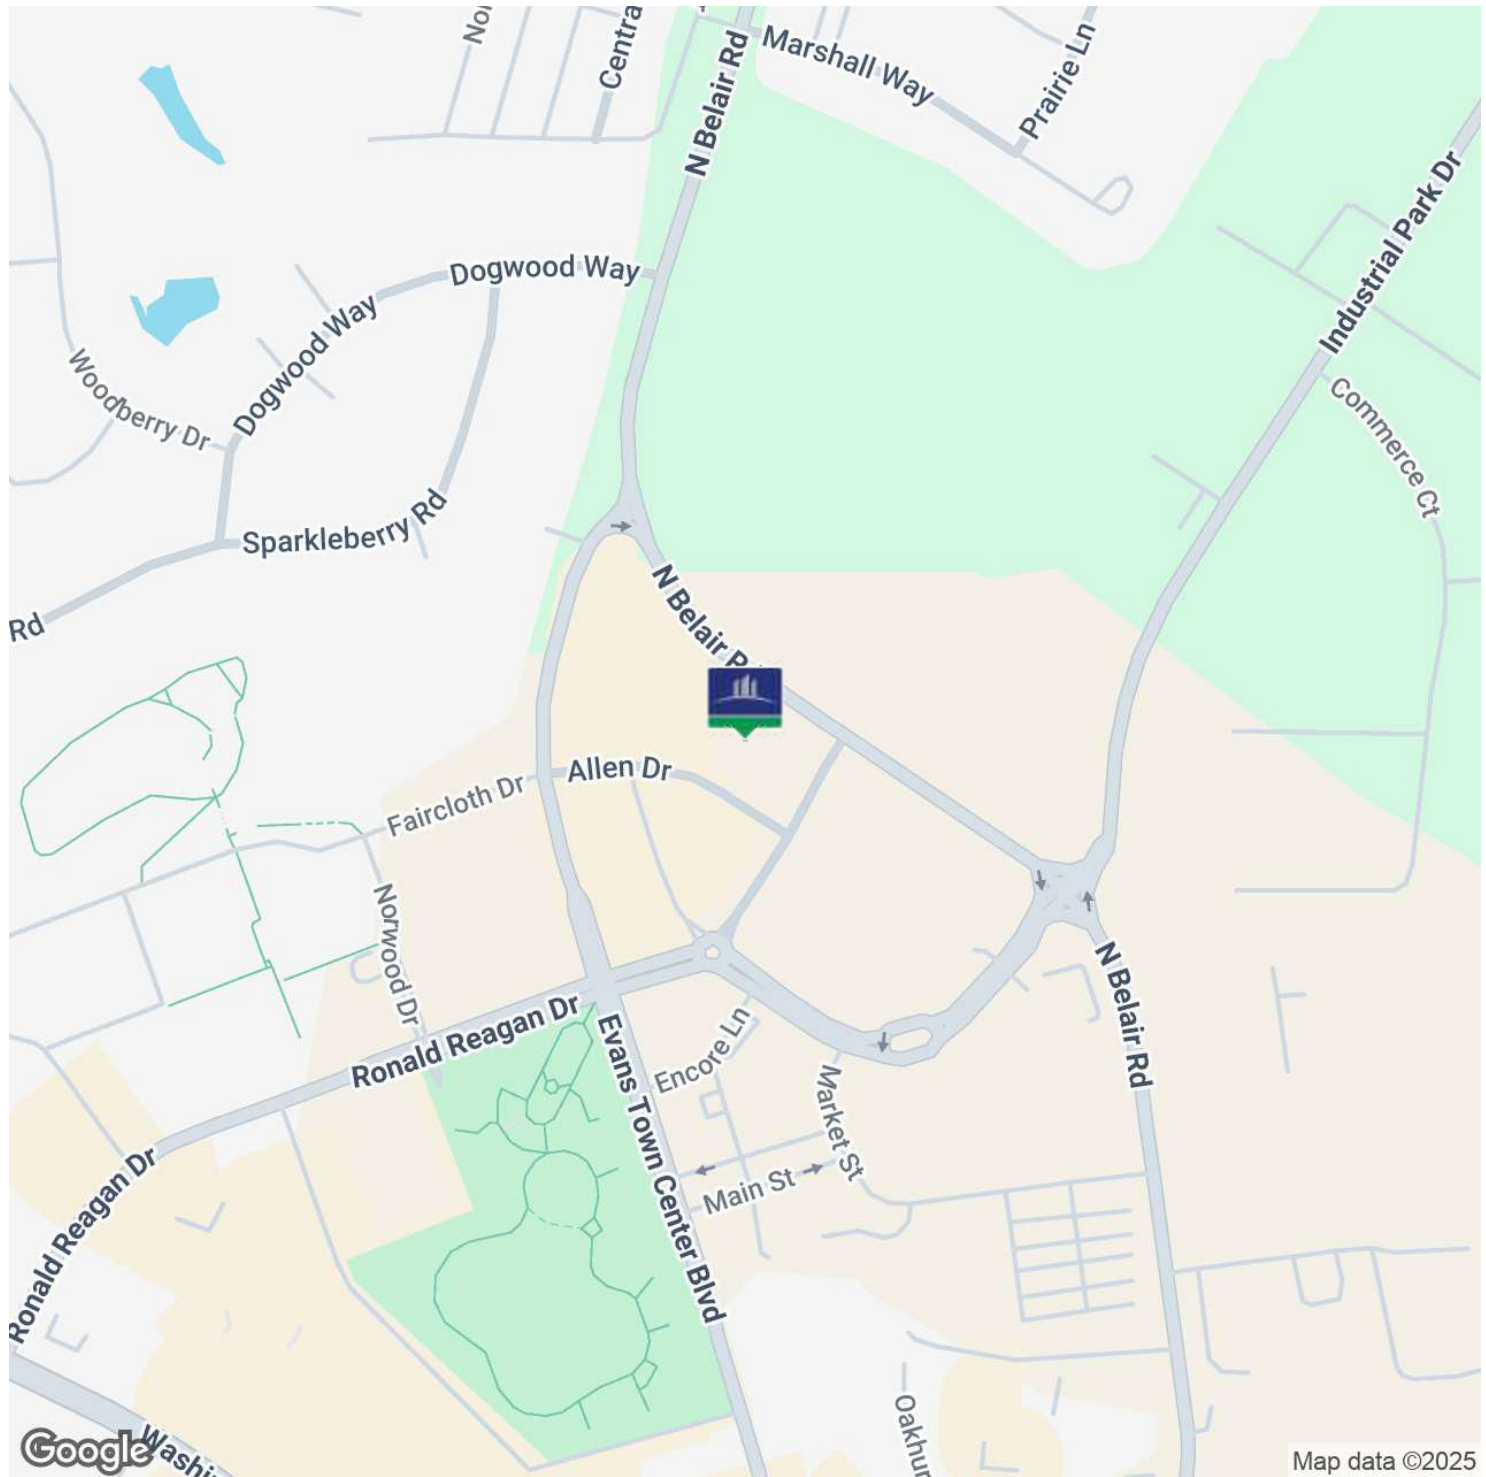 Marshall Way
Prairie Ln
N Belair Rd
Industrial Park Dr
Dogwood Way
Dogwood Way
Woodberry Dr
Commerce Ct
Sparkleberry Rd
Rd
N Belair
Allen Dr
Faircloth Dr
Norwood Dr
N Belair Rd
Ronald Reagan Dr
Evans Town Center Blvd
Encore Ln
Market St
Main St
Ronald Reagan Dr
Google
Map data ©2025